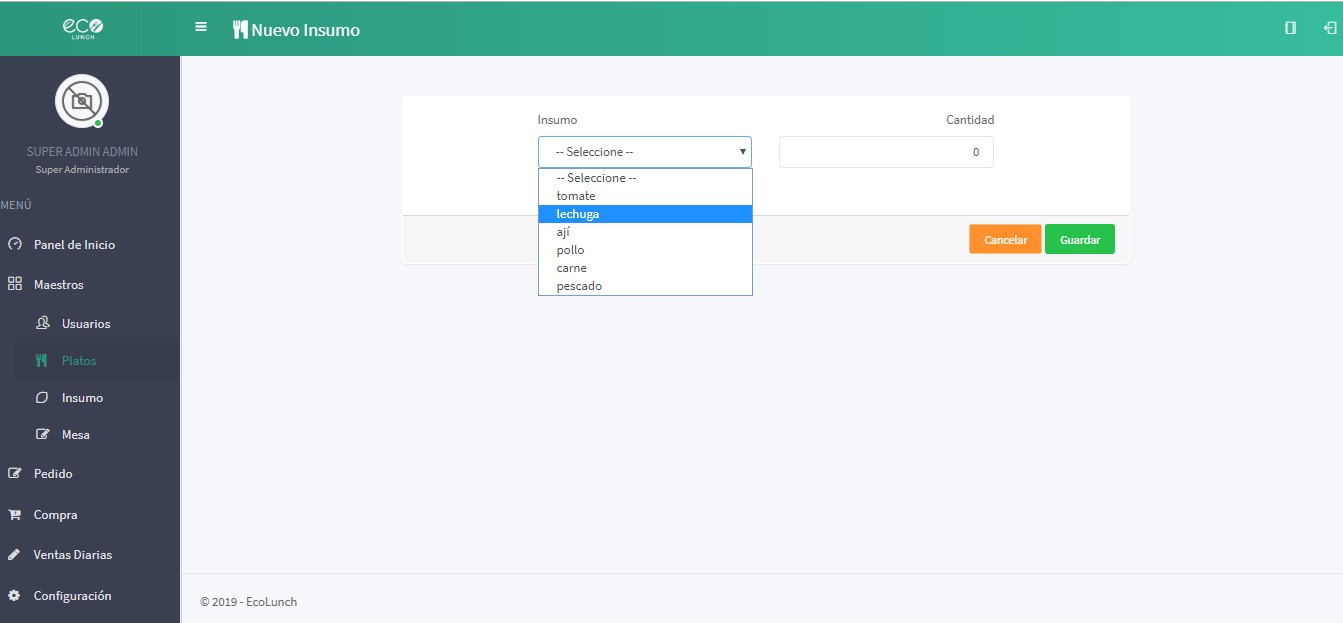 eco
LUNCH
Nuevo Insumo
SUPER ADMIN ADMIN
Super Administrador
MENÚ
Panel de Inicio
Maestros
Usuarios
Platos
Insumo
Mesa
Pedido
Compra
Ventas Diarias
Configuración
Insumo
Cantidad
-- Seleccione --
0
-- Seleccione --
tomate
lechuga
ají
pollo
carne
pescado
Cancelar
Guardar
© 2019 - EcoLunch